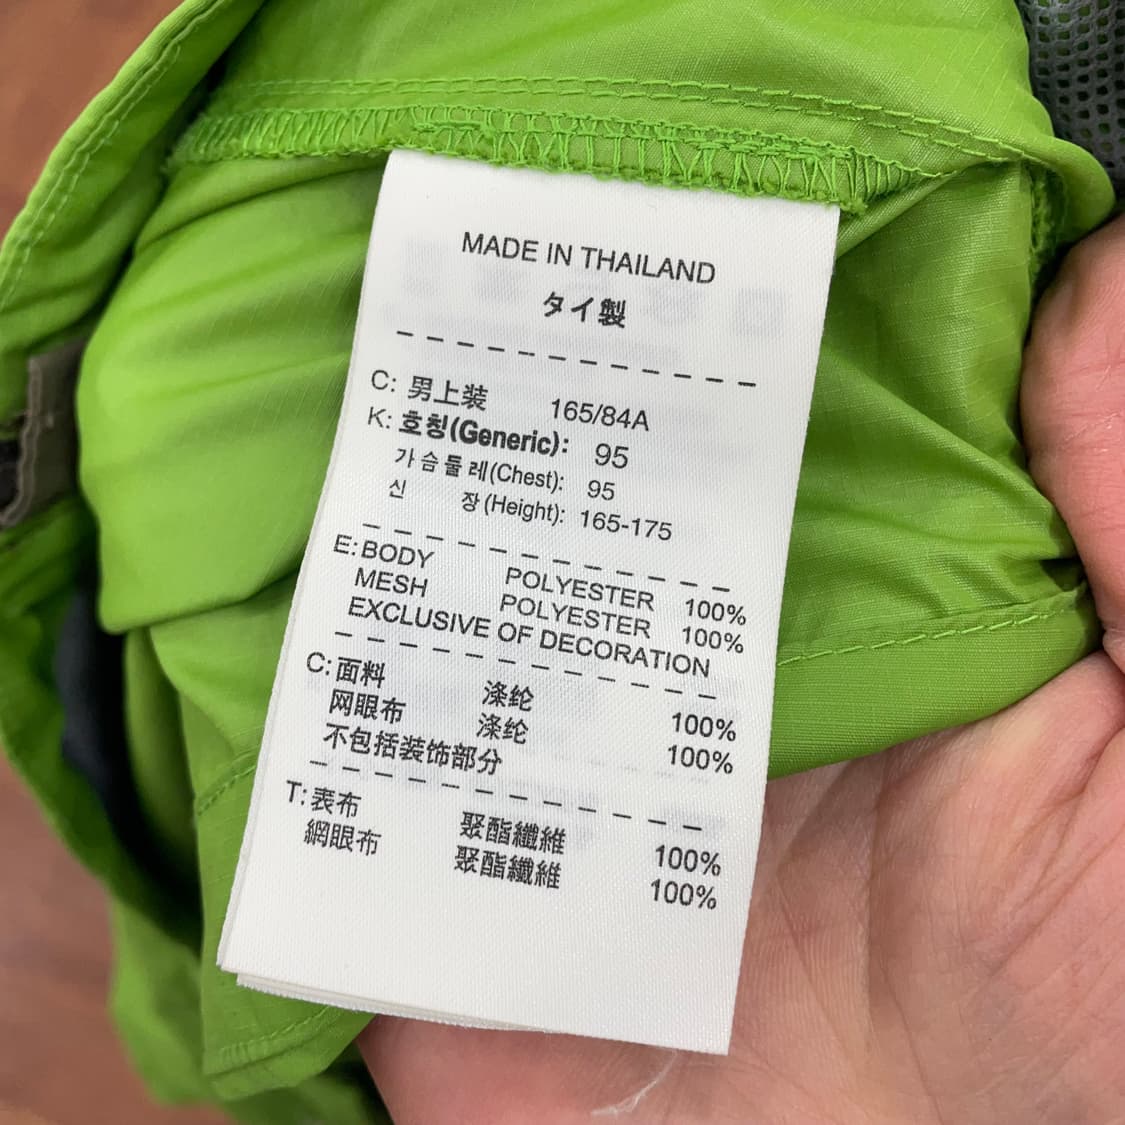 MADE IN THAILAND
タイ製
C: 男上装 165/84A
K: 호칭(Generic): 95
가슴둘레(Chest): 95
신 장(Height): 165-175
E: BODY POLYESTER 100%
MESH POLYESTER 100%
EXCLUSIVE OF DECORATION
C: 面料 涤纶 100%
网眼布 涤纶 100%
不包括装饰部分
T: 表布 聚酯纖維 100%
網眼布 聚酯纖維 100%